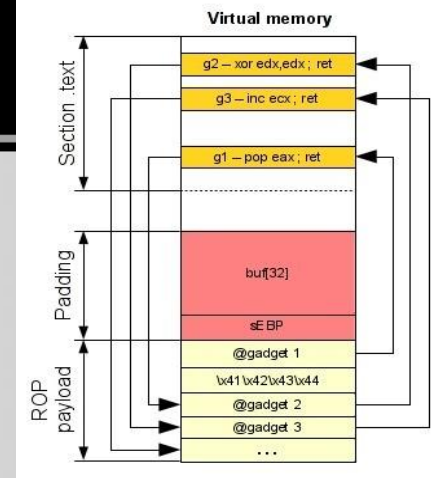 Virtual memory
Section .text
g2 – xor edx,edx ; ret
g3 – inc ecx ; ret
g1 – pop eax ; ret
Padding
buf[32]
sEBP
ROP
payload
@gadget 1
\x41\x42\x43\x44
@gadget 2
@gadget 3
...